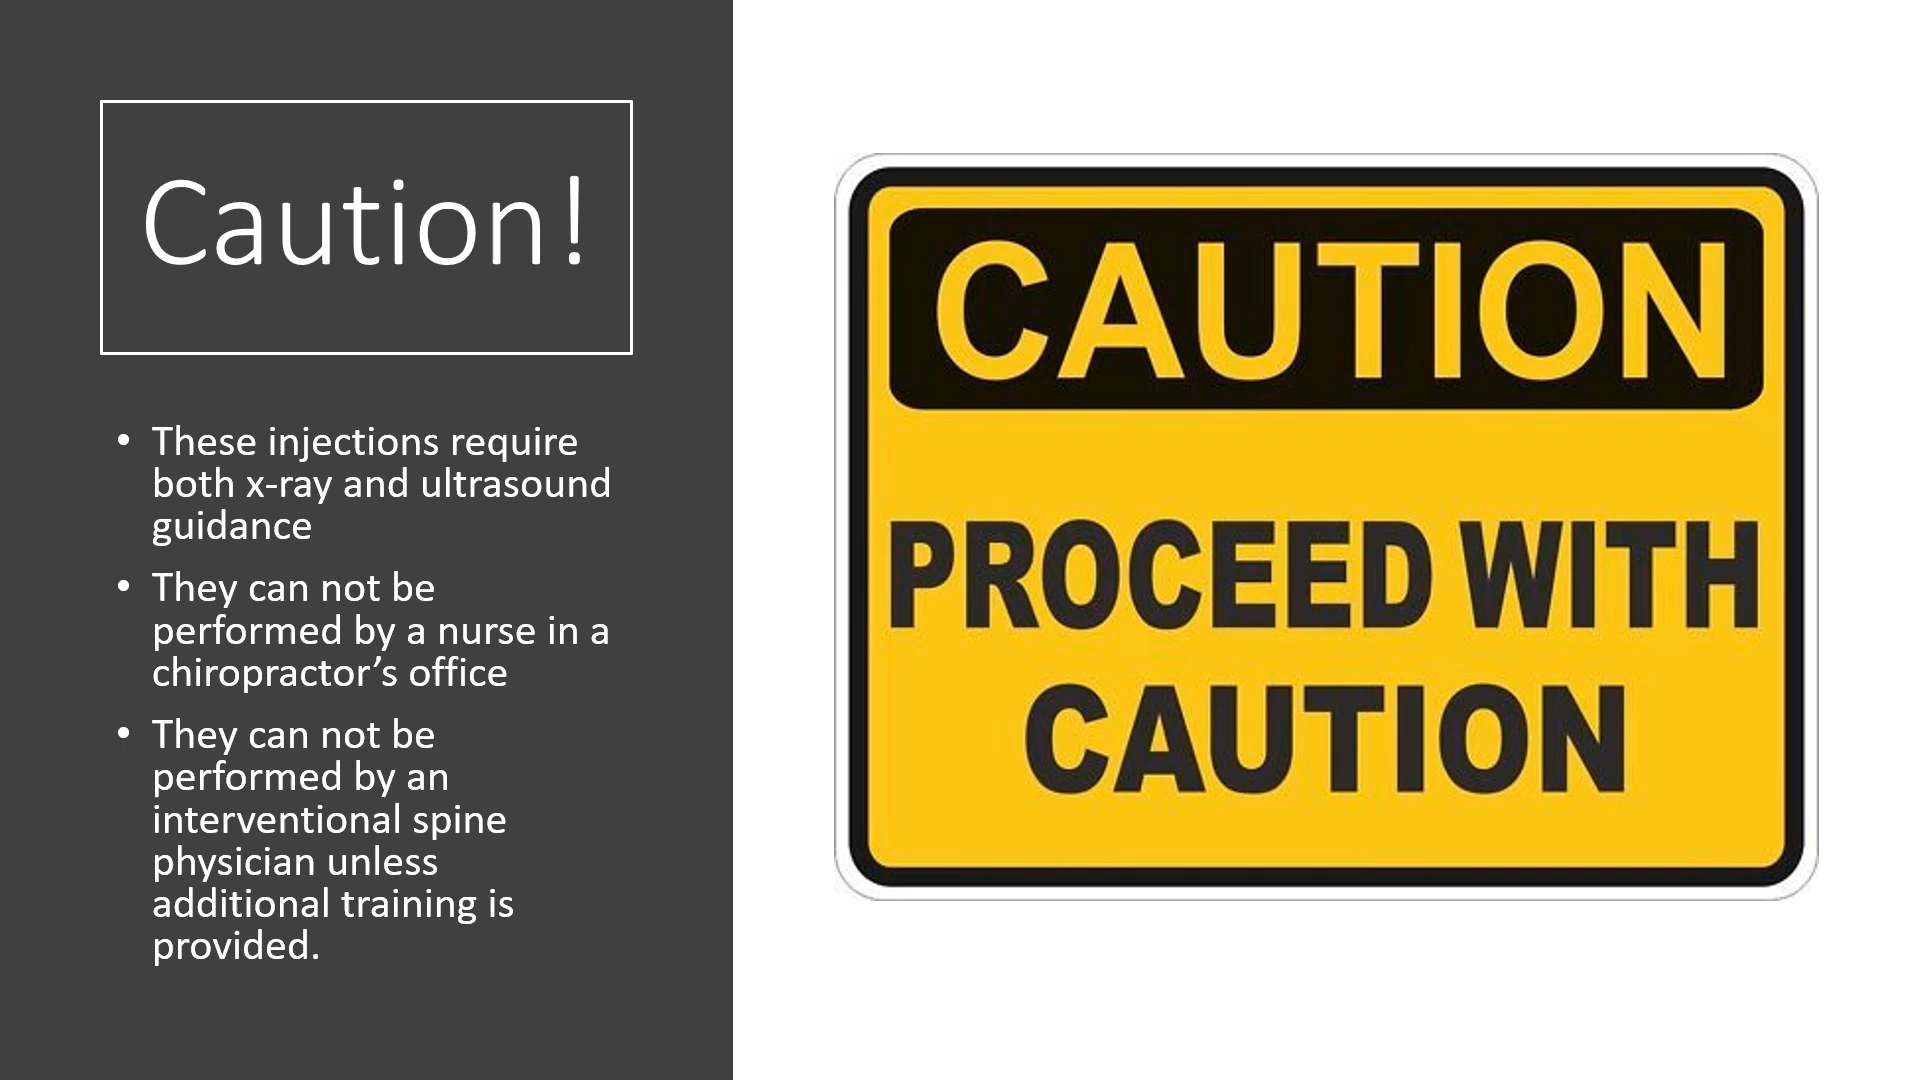 Caution!
• These injections require
both x-ray and ultrasound
guidance
• They can not be
performed by a nurse in a
chiropractor’s office
• They can not be
performed by an
interventional spine
physician unless
additional training is
provided.
CAUTION
PROCEED WITH
CAUTION